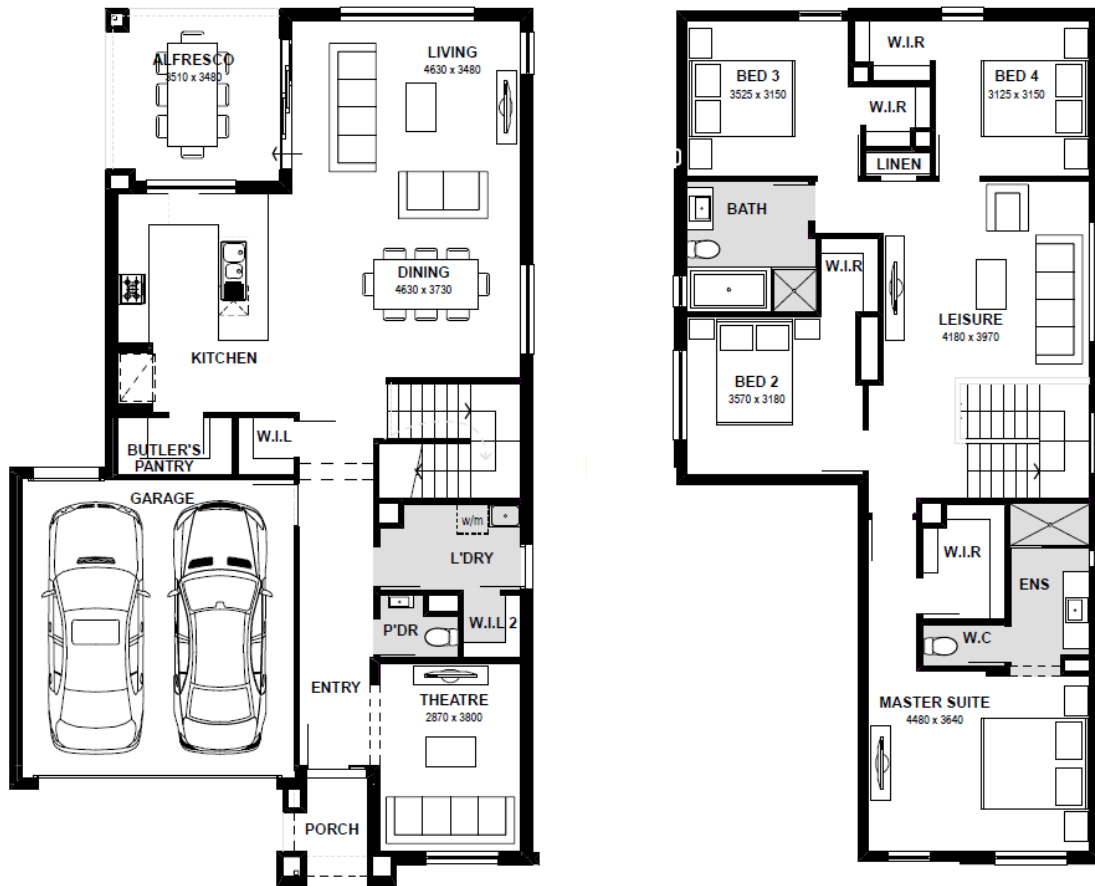 ALFRESCO
3510 x 3480
LIVING
4630 x 3480
DINING
4630 x 3730
KITCHEN
BUTLER'S
PANTRY
W.I.L
GARAGE
w/m
L'DRY
W.I.L 2
P'DR
ENTRY
THEATRE
2870 x 3800
PORCH
W.I.R
BED 3
3525 x 3150
BED 4
3125 x 3150
W.I.R
LINEN
BATH
W.I.R
LEISURE
4180 x 3970
BED 2
3570 x 3180
W.I.R
ENS
W.C
MASTER SUITE
4480 x 3640